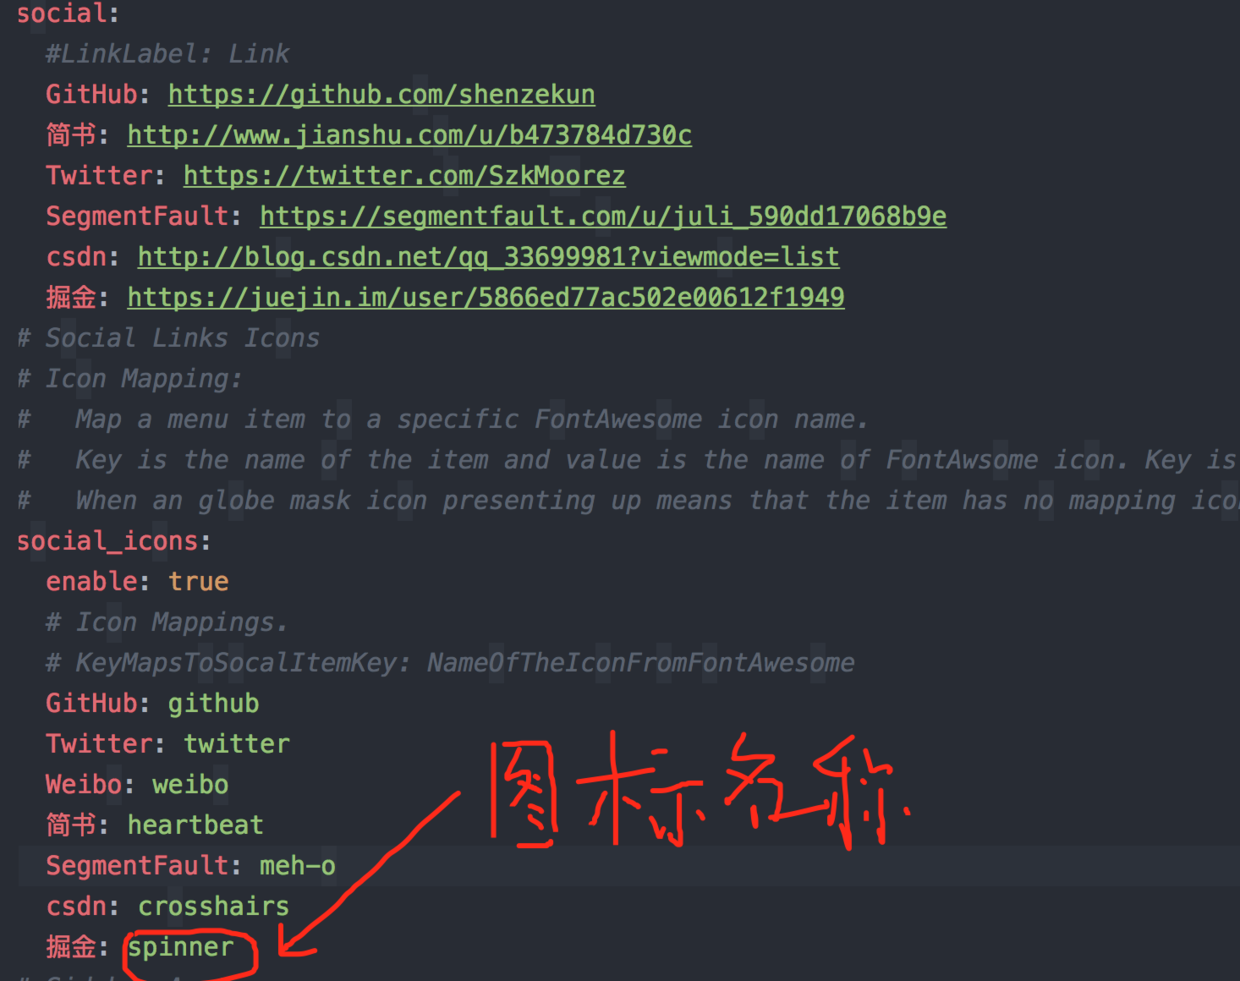 social:
#LinkLabel: Link
GitHub: https://github.com/shenzekun
简书: http://www.jianshu.com/u/b473784d730c
Twitter: https://twitter.com/SzkMoorez
SegmentFault: https://segmentfault.com/u/juli_590dd17068b9e
csdn: http://blog.csdn.net/qq_33699981?viewmode=list
掘金: https://juejin.im/user/5866ed77ac502e00612f1949
# Social Links Icons
# Icon Mapping:
#   Map a menu item to a specific FontAwesome icon name.
#   Key is the name of the item and value is the name of FontAwsome icon. Key is
#   When an globe mask icon presenting up means that the item has no mapping ico
social_icons:
enable: true
# Icon Mappings.
# KeyMapsToSocalItemKey: NameOfTheIconFromFontAwesome
GitHub: github
Twitter: twitter
Weibo: weibo
简书: heartbeat
SegmentFault: meh-o
csdn: crosshairs
掘金: spinner
图标名称.